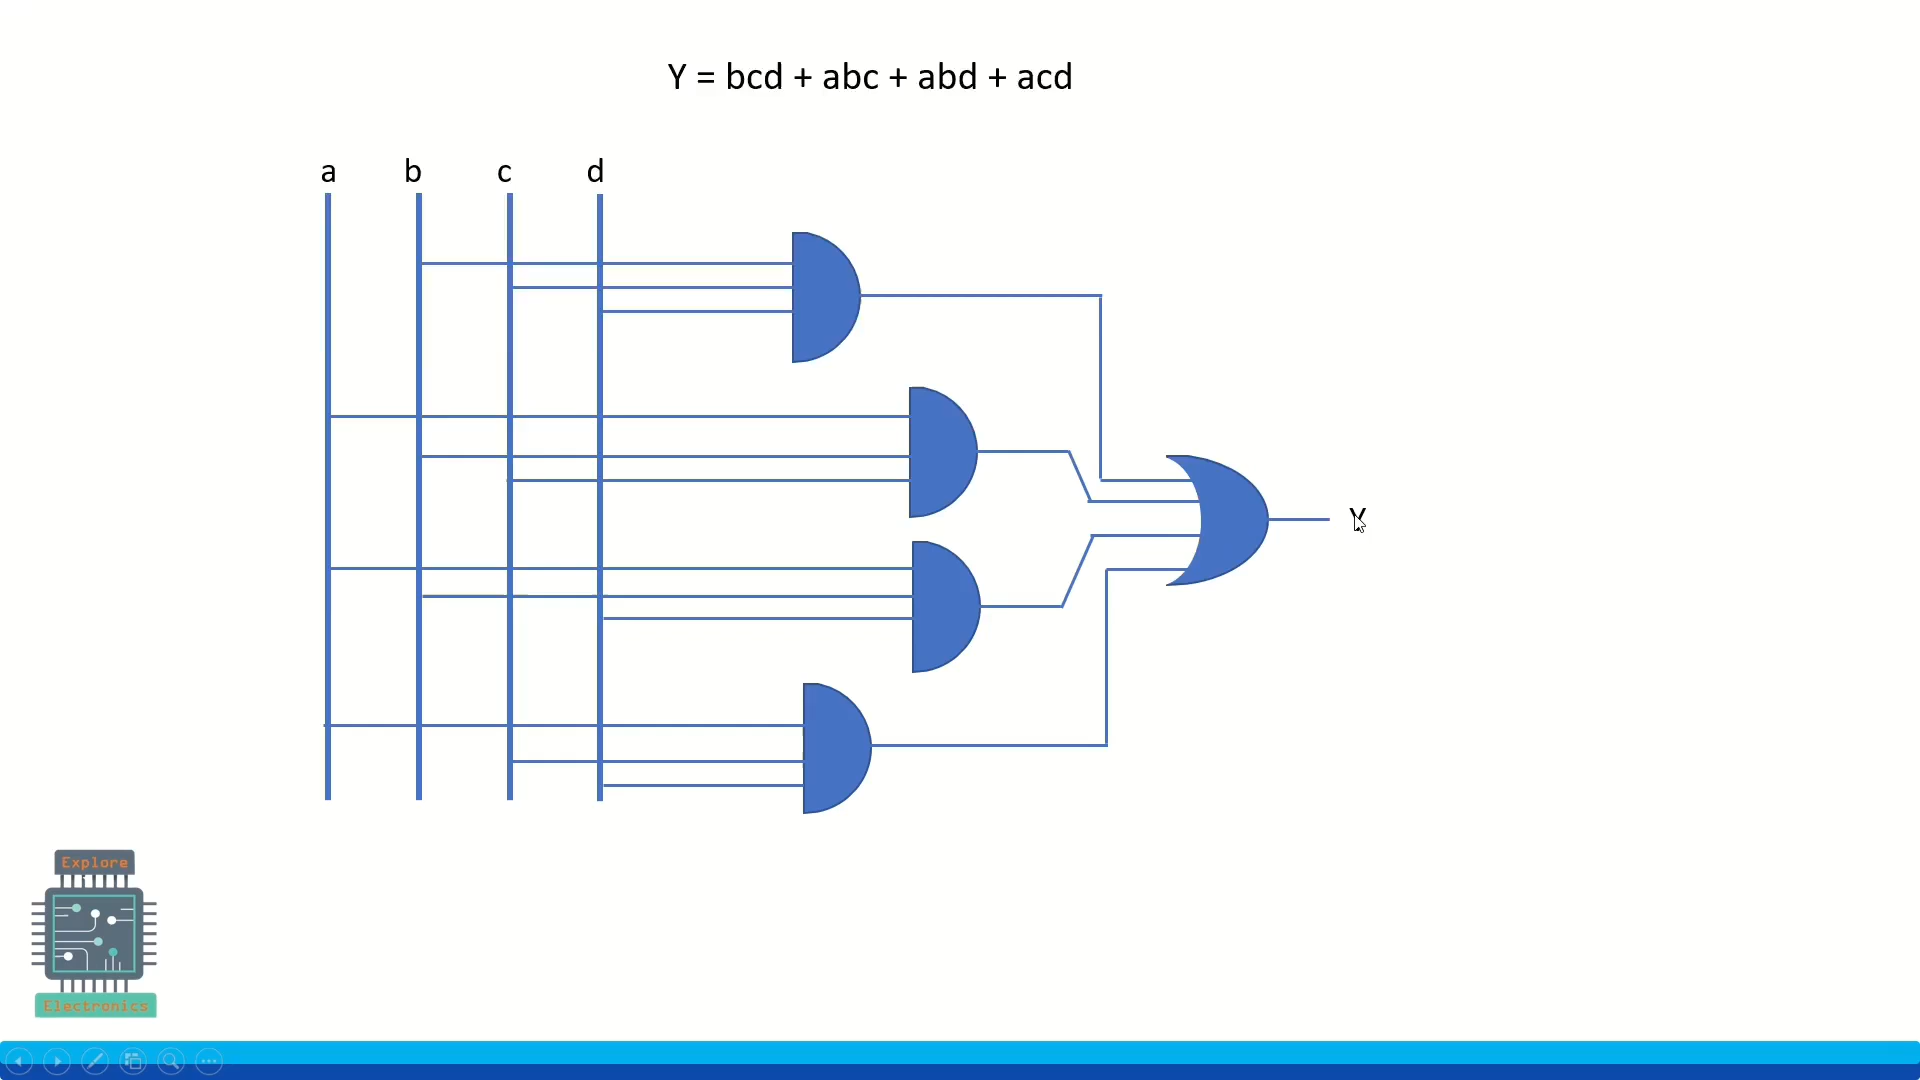 Y = bcd + abc + abd + acd
a b c d
Y
Explore
Electronics